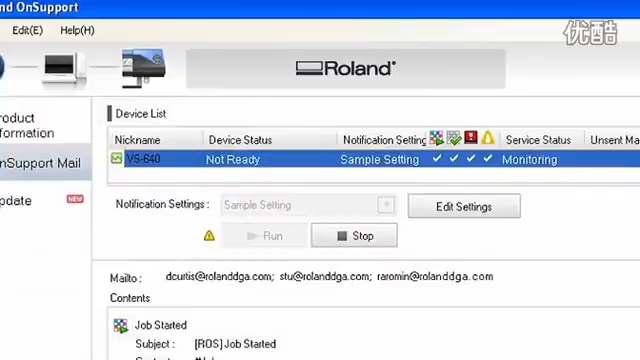 nd OnSupport
Edit(E) Help(H)
优酷
Roland
Device List
Nickname Device Status Notification Setting Service Status Unsent Ma
VS-640 Not Ready Sample Setting Monitoring
roduct
formation
nSupport Mail
pdate NEW
Notification Settings : Sample Setting Edit Settings
Run Stop
Mailto : dcurtis@rolanddga.com; stu@rolanddga.com; raromin@rolanddga.com
Contents
Job Started
Subject : [ROS]Job Started